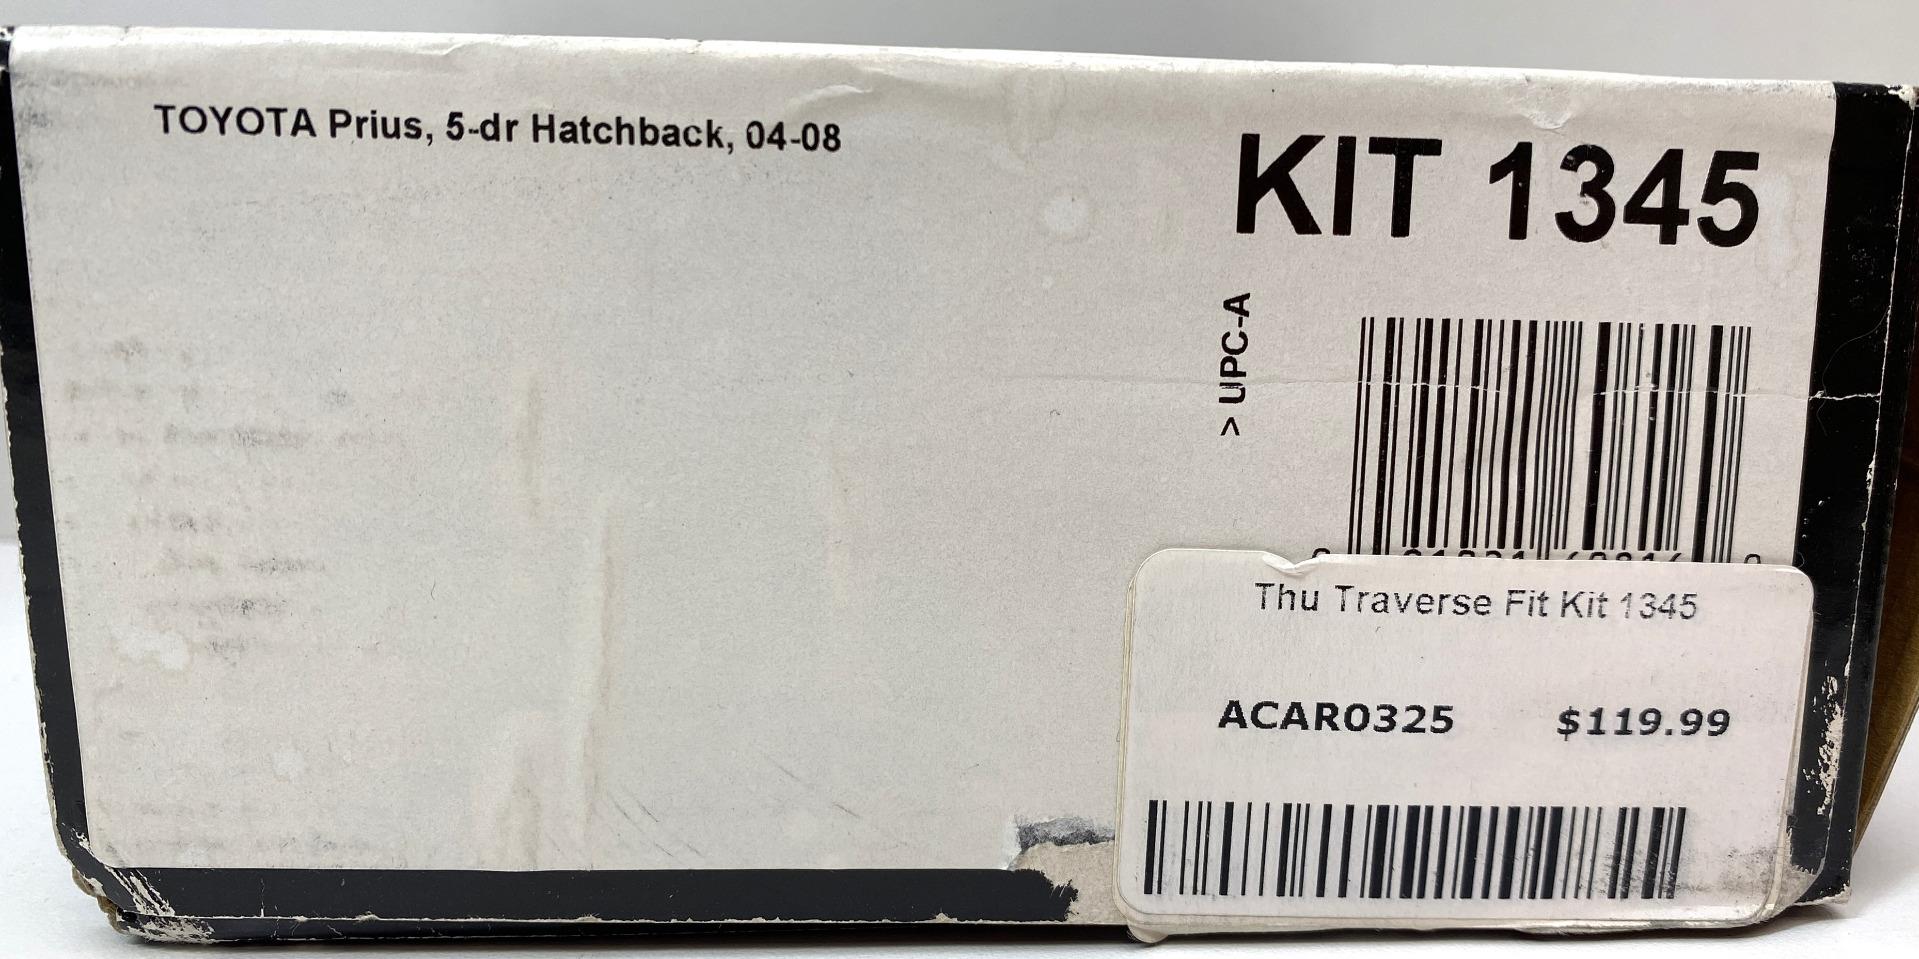 TOYOTA Prius, 5-dr Hatchback, 04-08
KIT 1345
> UPC-A
Thu Traverse Fit Kit 1345
ACAR0325 $119.99